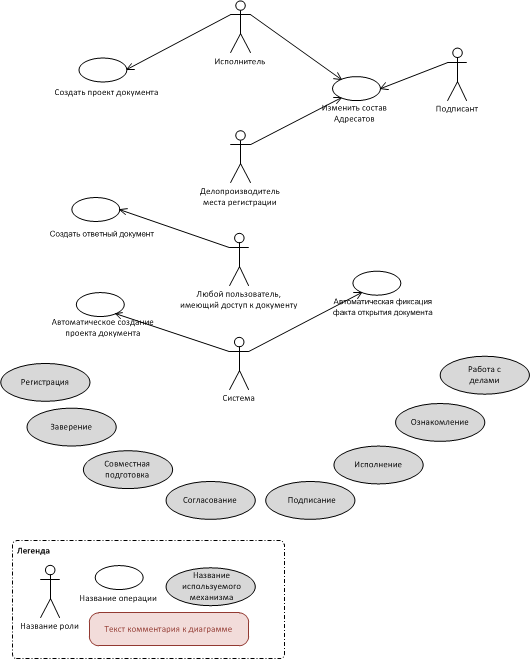 Исполнитель
Создать проект документа
Изменить состав
Адресатов
Подписант
Делопроизводитель
места регистрации
Создать ответный документ
Любой пользователь,
имеющий доступ к документу
Автоматическая фиксация
факта открытия документа
Автоматическое создание
проекта документа
Система
Регистрация
Работа с
делами
Заверение
Ознакомление
Совместная
подготовка
Исполнение
Согласование
Подписание
Легенда
Название роли
Название операции
Название
используемого
механизма
Текст комментария к диаграмме